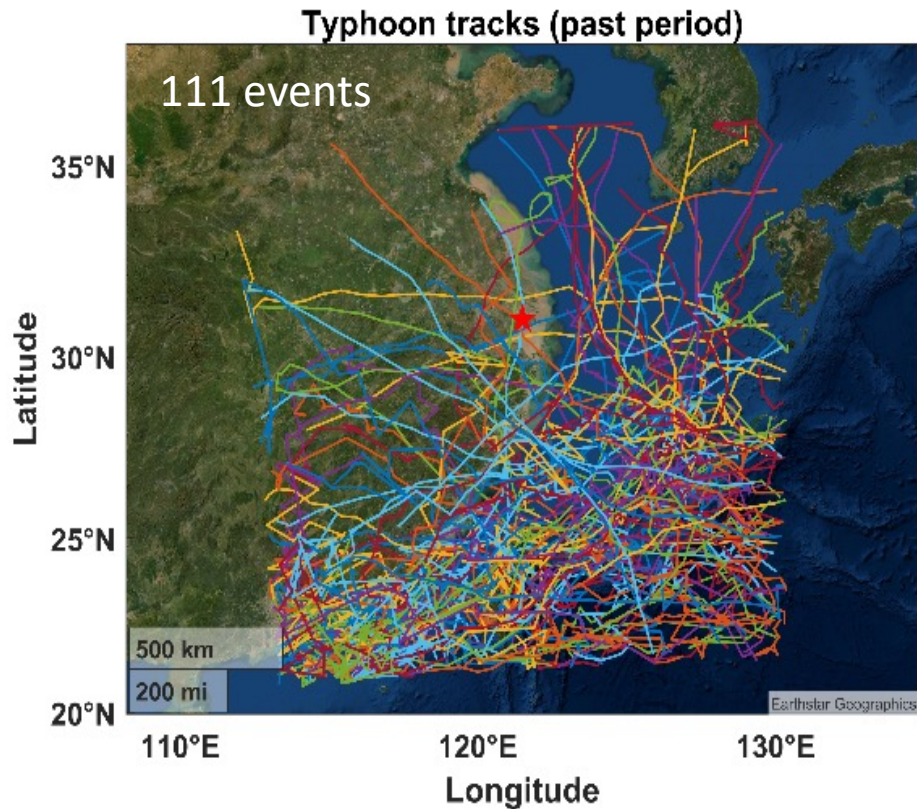 Typhoon tracks (past period)
111 events
35°N
30°N
25°N
20°N
Latitude
500 km
200 mi
Earthstar Geographics
110°E
120°E
130°E
Longitude